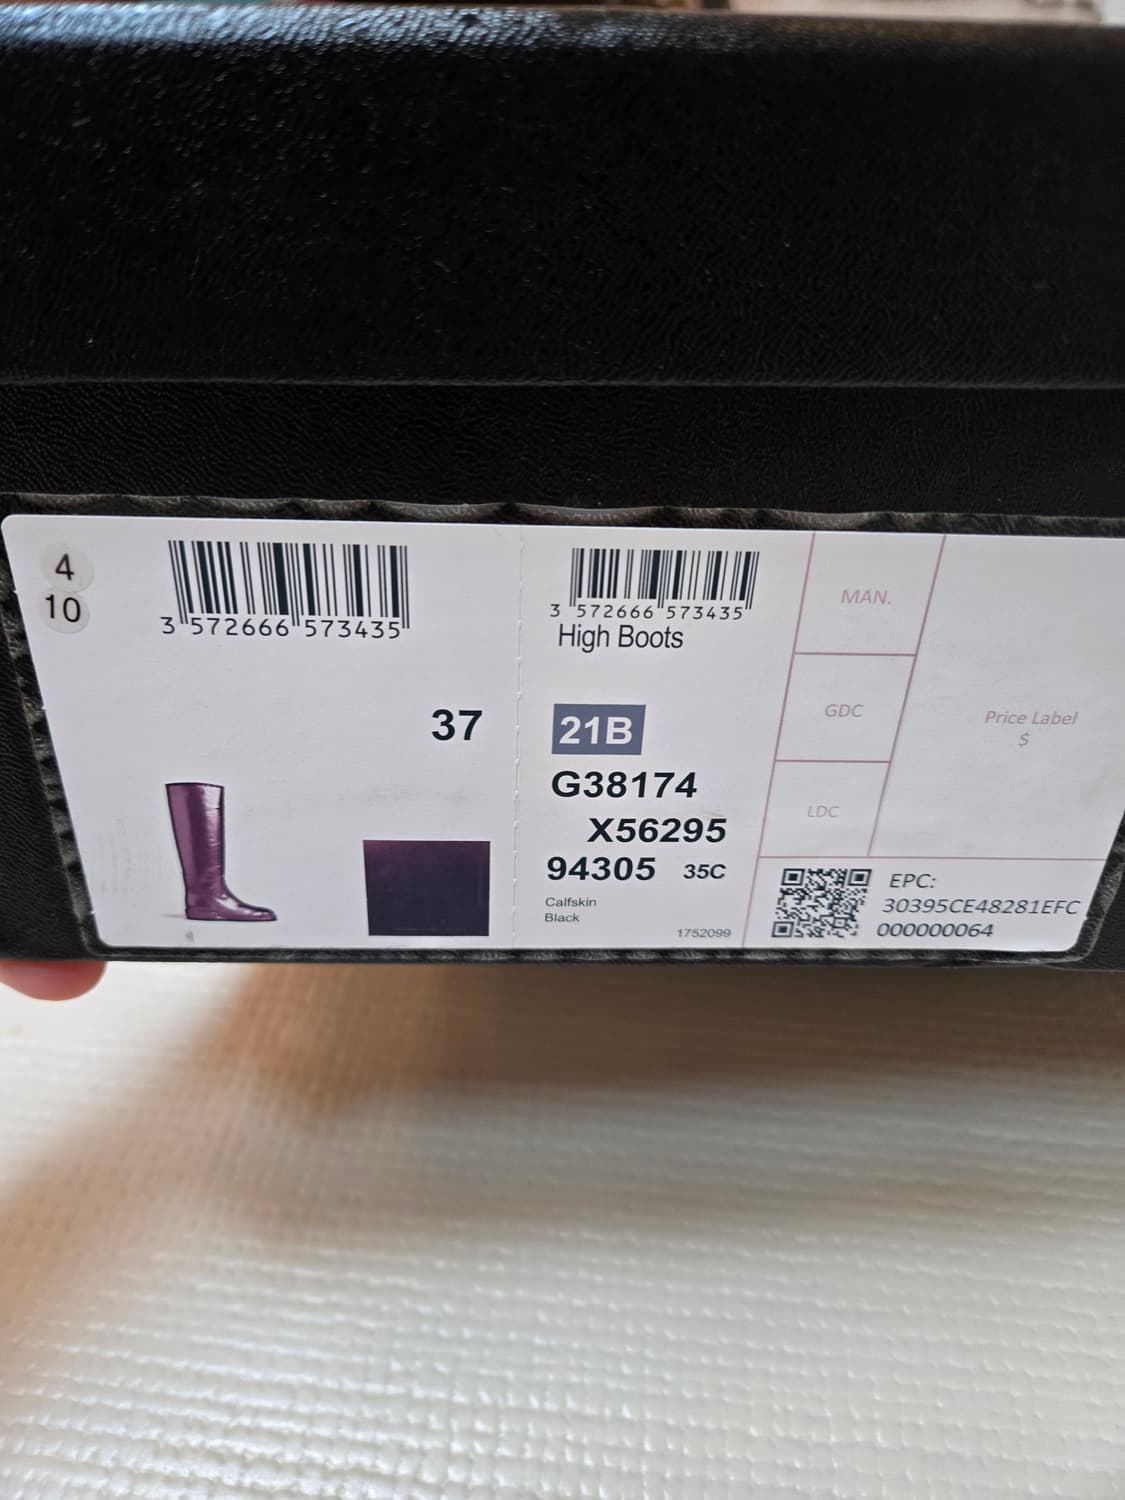 4
10
3 572666 573435
37
3 572666 573435
High Boots
21B
G38174
X56295
94305 35C
Calfskin
Black
1752099
MAN.
GDC
LDC
Price Label
$
EPC:
30395CE48281EFC
000000064